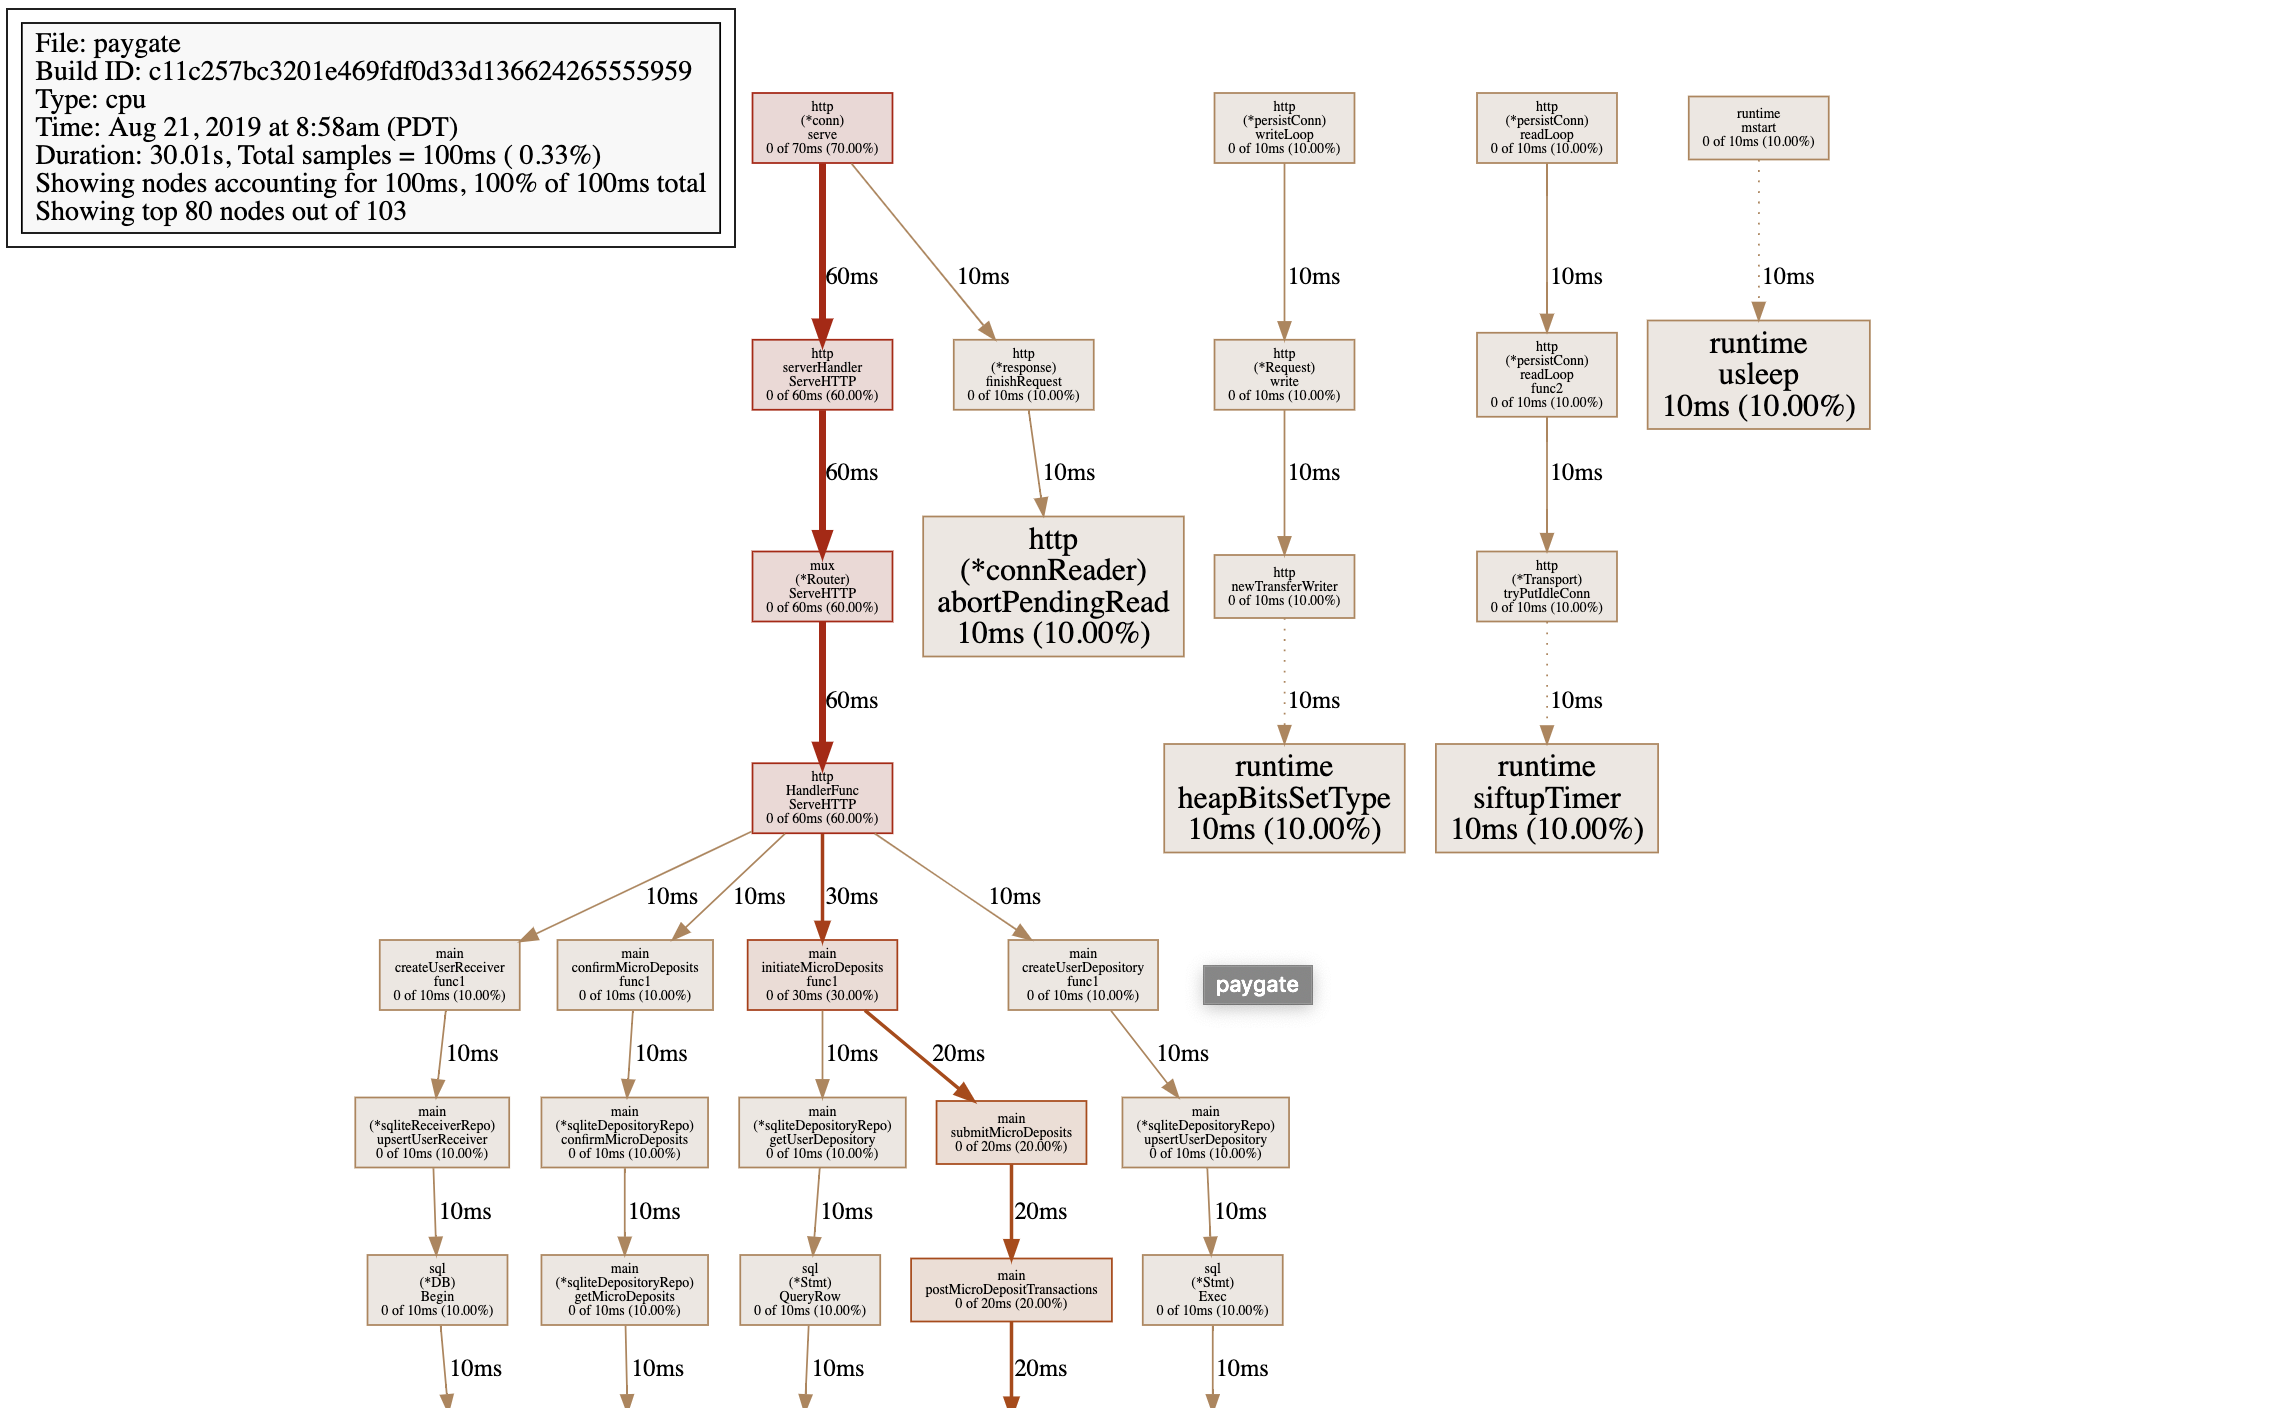 File: paygate
Build ID: c11c257bc3201e469fdf0d33d136624265555959
Type: cpu
Time: Aug 21, 2019 at 8:58am (PDT)
Duration: 30.01s, Total samples = 100ms ( 0.33%)
Showing nodes accounting for 100ms, 100% of 100ms total
Showing top 80 nodes out of 103
http
(*conn)
serve
0 of 70ms (70.00%)
http
(*persistConn)
writeLoop
0 of 10ms (10.00%)
http
(*persistConn)
readLoop
0 of 10ms (10.00%)
runtime
mstart
0 of 10ms (10.00%)
60ms
10ms
10ms
10ms
10ms
http
serverHandler
ServeHTTP
0 of 60ms (60.00%)
http
(*response)
finishRequest
0 of 10ms (10.00%)
http
(*Request)
write
0 of 10ms (10.00%)
http
(*persistConn)
readLoop
func2
0 of 10ms (10.00%)
runtime
usleep
10ms (10.00%)
60ms
10ms
10ms
10ms
mux
(*Router)
ServeHTTP
0 of 60ms (60.00%)
http
(*connReader)
abortPendingRead
10ms (10.00%)
http
newTransferWriter
0 of 10ms (10.00%)
http
(*Transport)
tryPutIdleConn
0 of 10ms (10.00%)
60ms
10ms
10ms
http
HandlerFunc
ServeHTTP
0 of 60ms (60.00%)
runtime
heapBitsSetType
10ms (10.00%)
runtime
siftupTimer
10ms (10.00%)
10ms
10ms
30ms
10ms
main
createUserReceiver
func1
0 of 10ms (10.00%)
main
confirmMicroDeposits
func1
0 of 10ms (10.00%)
main
initiateMicroDeposits
func1
0 of 30ms (30.00%)
main
createUserDepository
func1
0 of 10ms (10.00%)
paygate
10ms
10ms
10ms
20ms
10ms
main
(*sqliteReceiverRepo)
upsertUserReceiver
0 of 10ms (10.00%)
main
(*sqliteDepositoryRepo)
confirmMicroDeposits
0 of 10ms (10.00%)
main
(*sqliteDepositoryRepo)
getUserDepository
0 of 10ms (10.00%)
main
submitMicroDeposits
0 of 20ms (20.00%)
main
(*sqliteDepositoryRepo)
upsertUserDepository
0 of 10ms (10.00%)
10ms
10ms
10ms
20ms
10ms
sql
(*DB)
Begin
0 of 10ms (10.00%)
main
(*sqliteDepositoryRepo)
getMicroDeposits
0 of 10ms (10.00%)
sql
(*Stmt)
QueryRow
0 of 10ms (10.00%)
main
postMicroDepositTransactions
0 of 20ms (20.00%)
sql
(*Stmt)
Exec
0 of 10ms (10.00%)
10ms
10ms
10ms
20ms
10ms